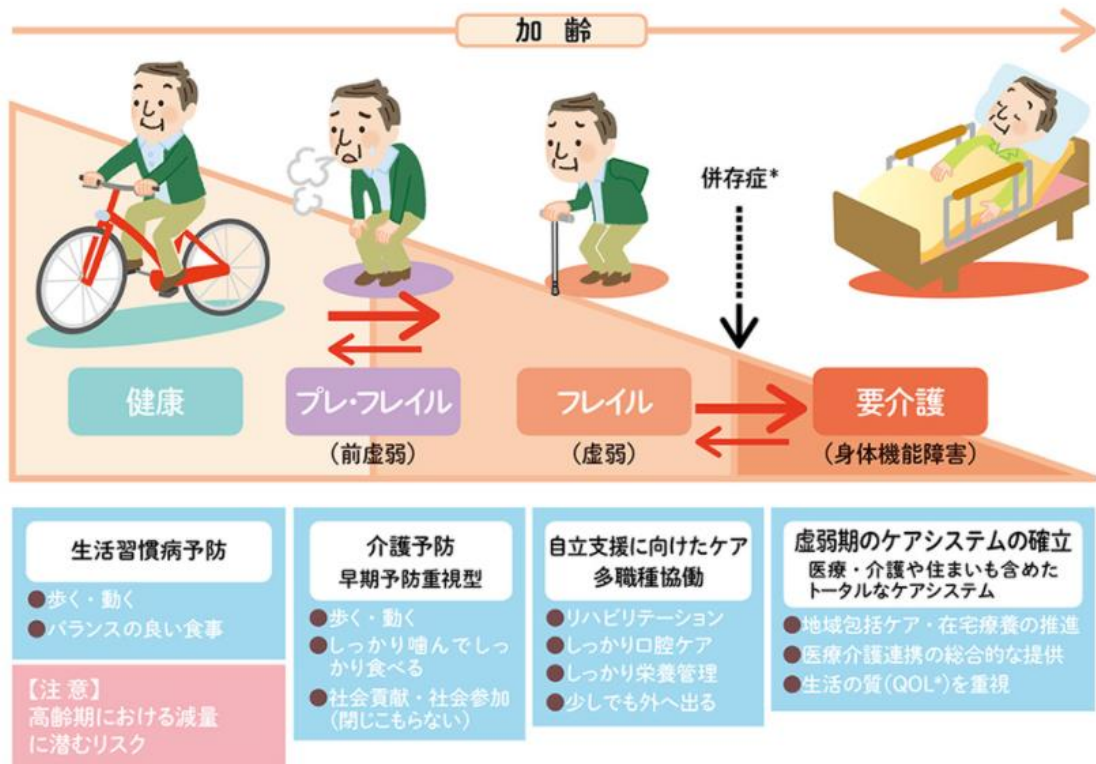 加齢
併存症*
健康
プレ・フレイル
(前虚弱)
フレイル
(虚弱)
要介護
(身体機能障害)
生活習慣病予防
●歩く・動く
●バランスの良い食事
【注意】
高齢期における減量
に潜むリスク
介護予防
早期予防重視型
●歩く・動く
●しっかり噛んでしっ
かり食べる
●社会貢献・社会参加
(閉じこもらない)
自立支援に向けたケア
多職種協働
●リハビリテーション
●しっかり口腔ケア
●しっかり栄養管理
●少しでも外へ出る
虚弱期のケアシステムの確立
医療・介護や住まいも含めた
トータルなケアシステム
●地域包括ケア・在宅療養の推進
●医療介護連携の総合的な提供
●生活の質(QOL*)を重視